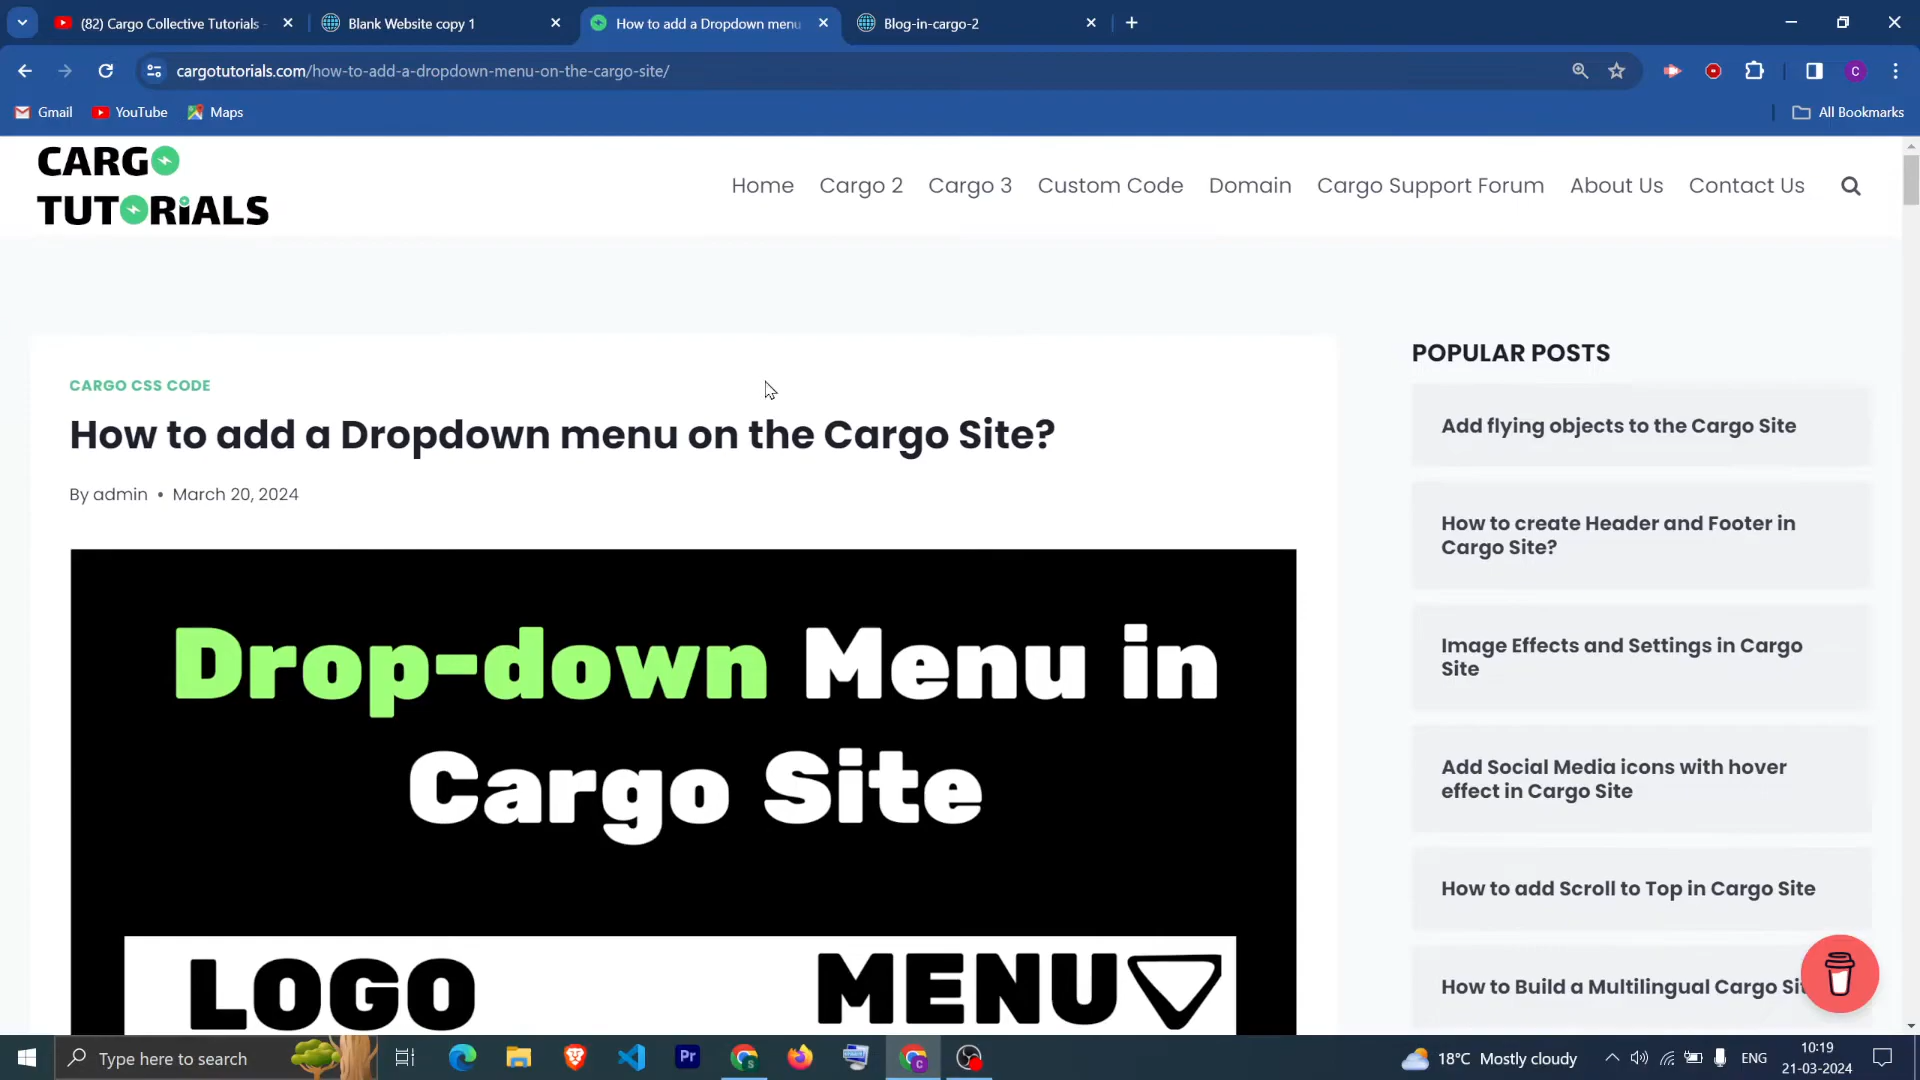 (82) Cargo Collective Tutorials
Blank Website copy 1
How to add a Dropdown menu
Blog-in-cargo-2
cargotutorials.com/how-to-add-a-dropdown-menu-on-the-cargo-site/
C
Gmail
YouTube
Maps
All Bookmarks
CARGO
TUTORIALS
Home
Cargo 2
Cargo 3
Custom Code
Domain
Cargo Support Forum
About Us
Contact Us
CARGO CSS CODE
How to add a Dropdown menu on the Cargo Site?
By admin • March 20, 2024
Drop-down Menu in
Cargo Site
LOGO
MENU
POPULAR POSTS
Add flying objects to the Cargo Site
How to create Header and Footer in
Cargo Site?
Image Effects and Settings in Cargo
Site
Add Social Media icons with hover
effect in Cargo Site
How to add Scroll to Top in Cargo Site
How to Build a Multilingual Cargo Sit
Type here to search
Pr
C
18°C Mostly cloudy
ENG
10:19
21-03-2024